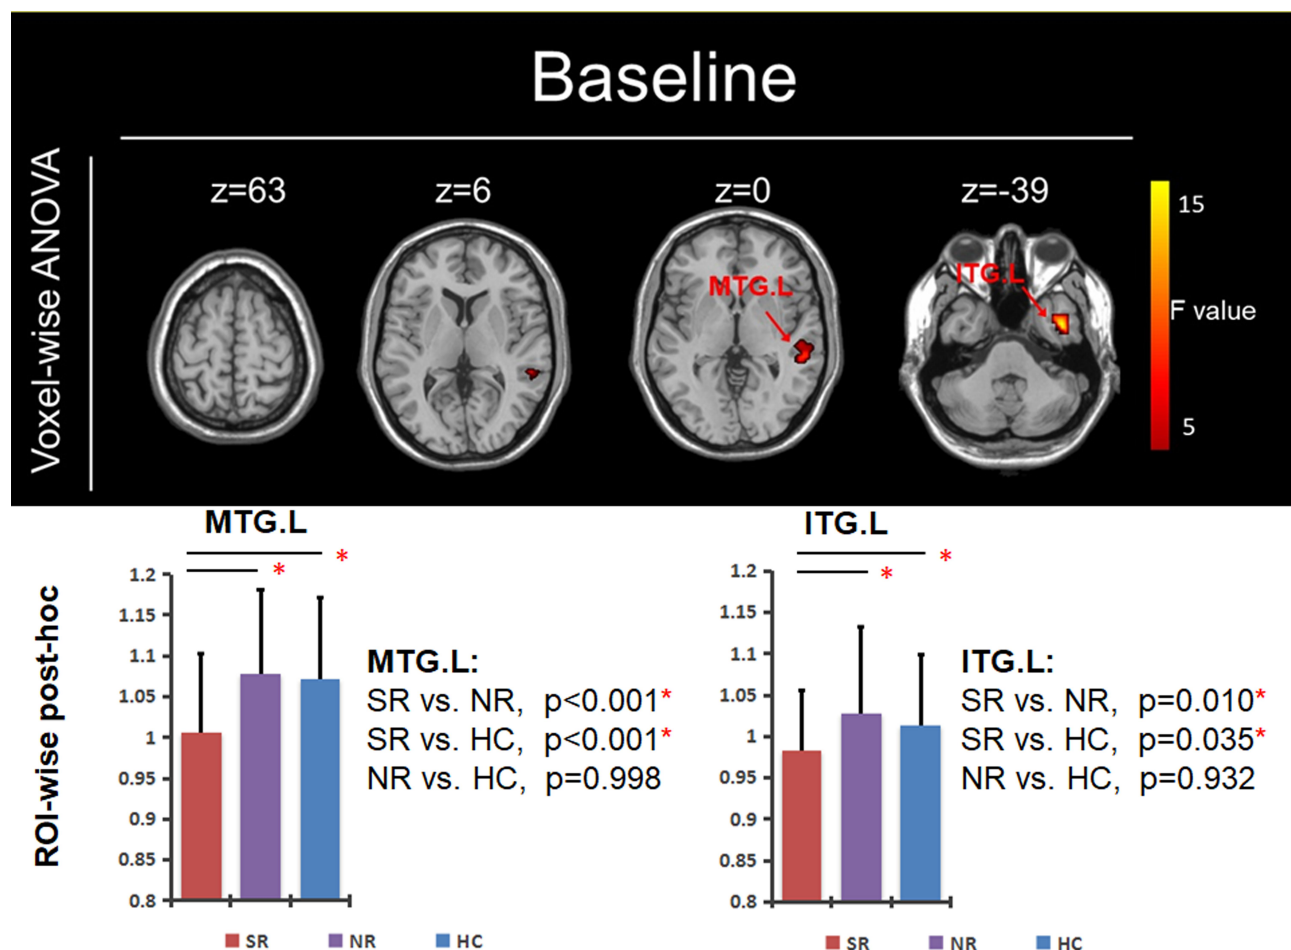 Baseline
Voxel-wise ANOVA
z=63
z=6
z=0
z=-39
MTG.L
ITG.L
15
F value
5
ROI-wise post-hoc
MTG.L
*
*
1.2
1.15
1.1
1.05
1
0.95
0.9
0.85
0.8
SR
NR
HC
MTG.L:
SR vs. NR, p<0.001*
SR vs. HC, p<0.001*
NR vs. HC, p=0.998
ITG.L
*
*
1.2
1.15
1.1
1.05
1
0.95
0.9
0.85
0.8
SR
NR
HC
ITG.L:
SR vs. NR, p=0.010*
SR vs. HC, p=0.035*
NR vs. HC, p=0.932